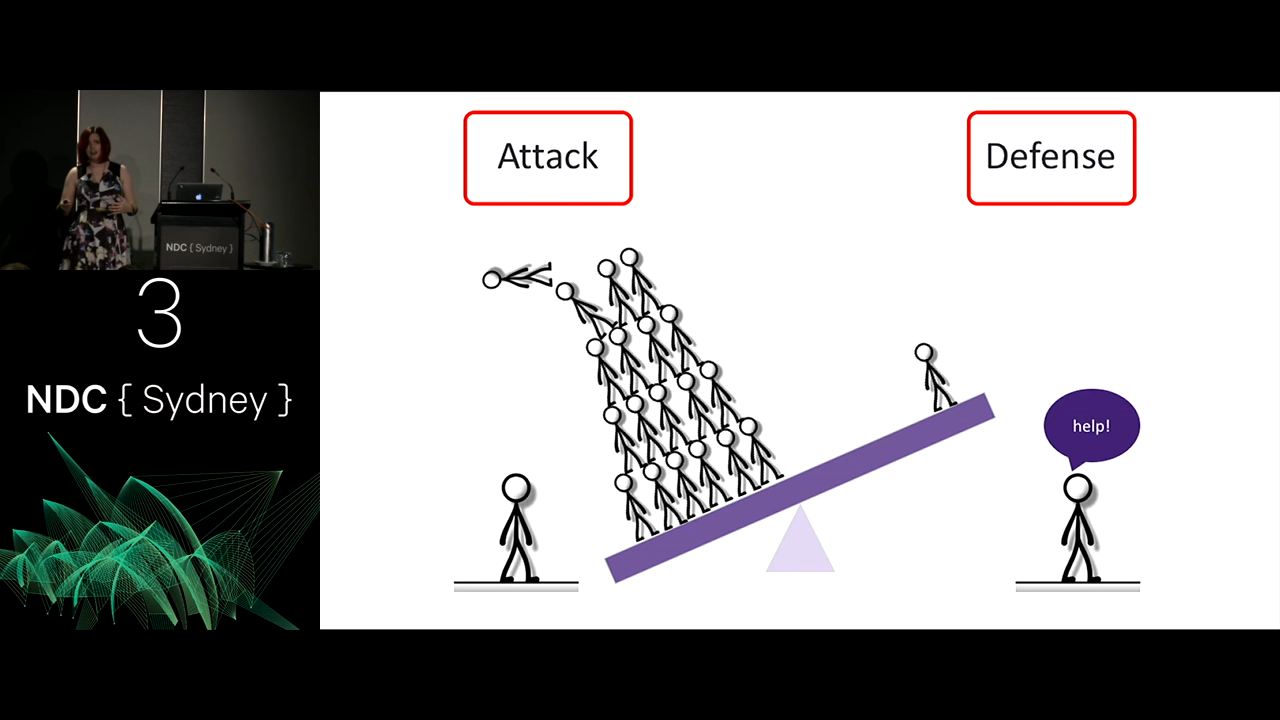 Attack
Defense
help!
NDC { Sydney }
3
NDC { Sydney }